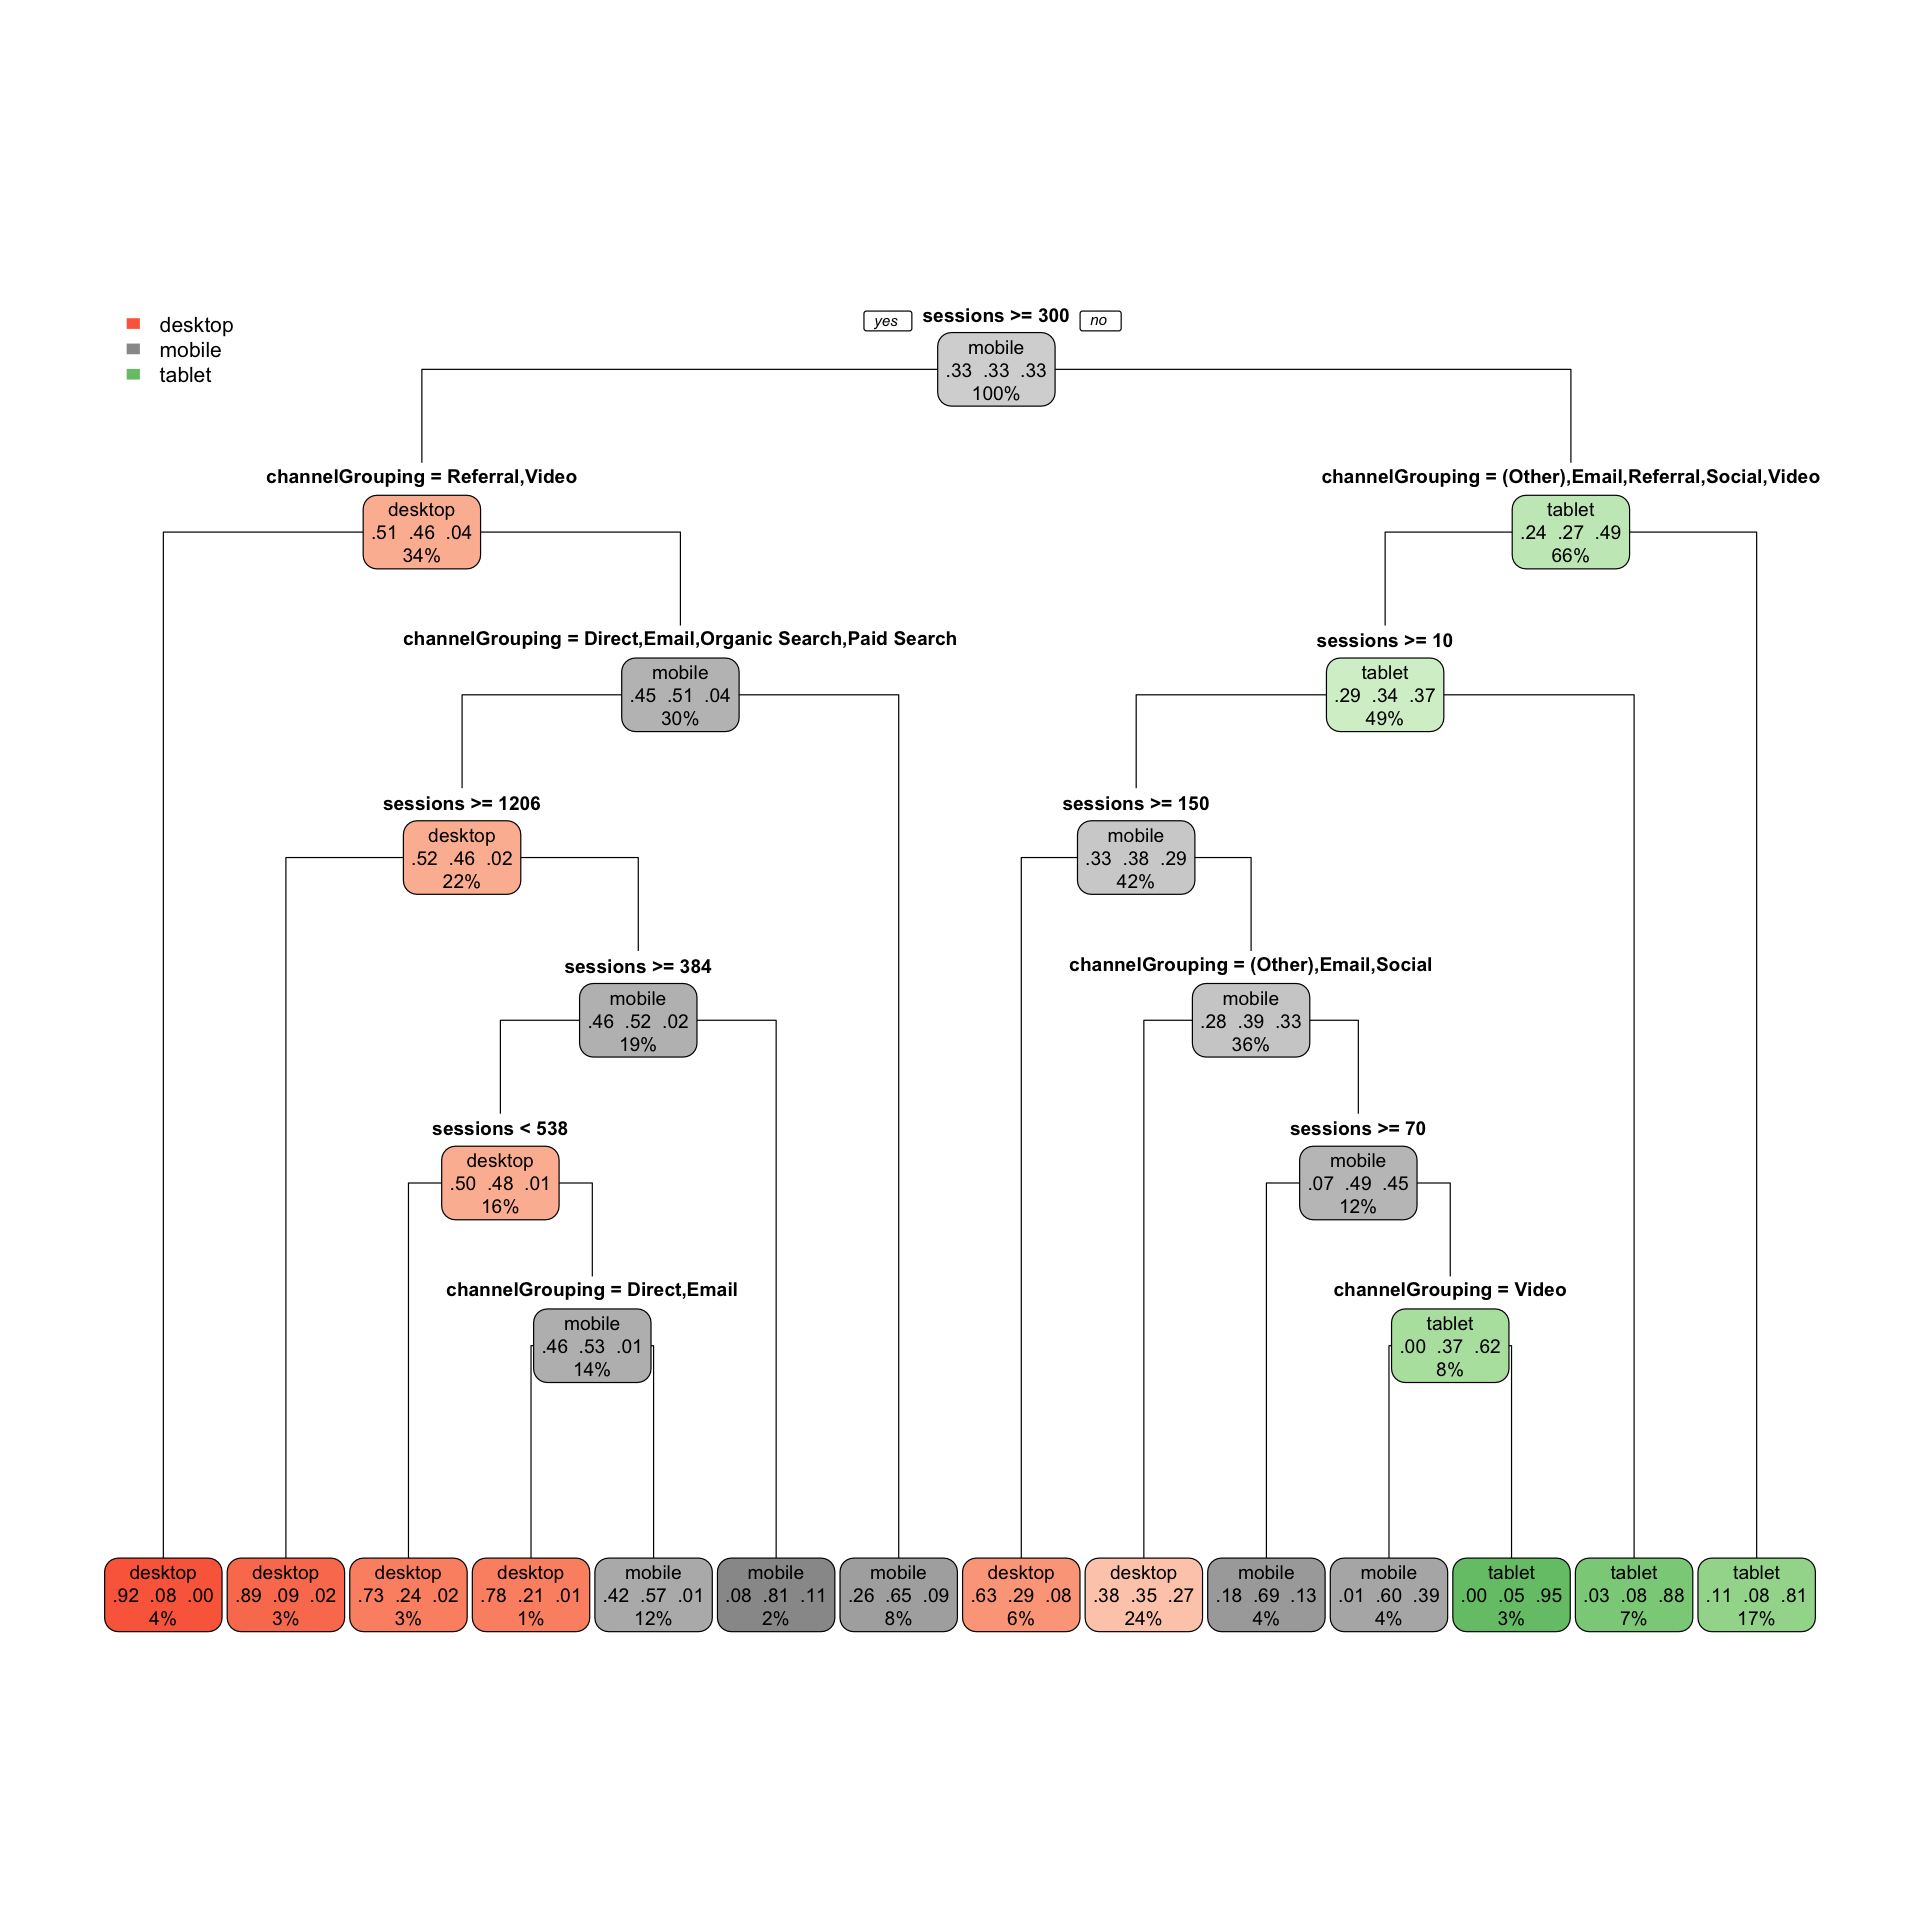 yes sessions >= 300 no
mobile
.33 .33 .33
100%
desktop
mobile
tablet
channelGrouping = Referral,Video
desktop
.51 .46 .04
34%
channelGrouping = (Other),Email,Referral,Social,Video
tablet
.24 .27 .49
66%
channelGrouping = Direct,Email,Organic Search,Paid Search
mobile
.45 .51 .04
30%
sessions >= 10
tablet
.29 .34 .37
49%
sessions >= 1206
desktop
.52 .46 .02
22%
sessions >= 150
mobile
.33 .38 .29
42%
sessions >= 384
mobile
.46 .52 .02
19%
channelGrouping = (Other),Email,Social
mobile
.28 .39 .33
36%
sessions < 538
desktop
.50 .48 .01
16%
sessions >= 70
mobile
.07 .49 .45
12%
channelGrouping = Direct,Email
mobile
.46 .53 .01
14%
channelGrouping = Video
tablet
.00 .37 .62
8%
desktop
.92 .08 .00
4%
desktop
.89 .09 .02
3%
desktop
.73 .24 .02
3%
desktop
.78 .21 .01
1%
mobile
.42 .57 .01
12%
mobile
.08 .81 .11
2%
mobile
.26 .65 .09
8%
desktop
.63 .29 .08
6%
desktop
.38 .35 .27
24%
mobile
.18 .69 .13
4%
mobile
.01 .60 .39
4%
tablet
.00 .05 .95
3%
tablet
.03 .08 .88
7%
tablet
.11 .08 .81
17%